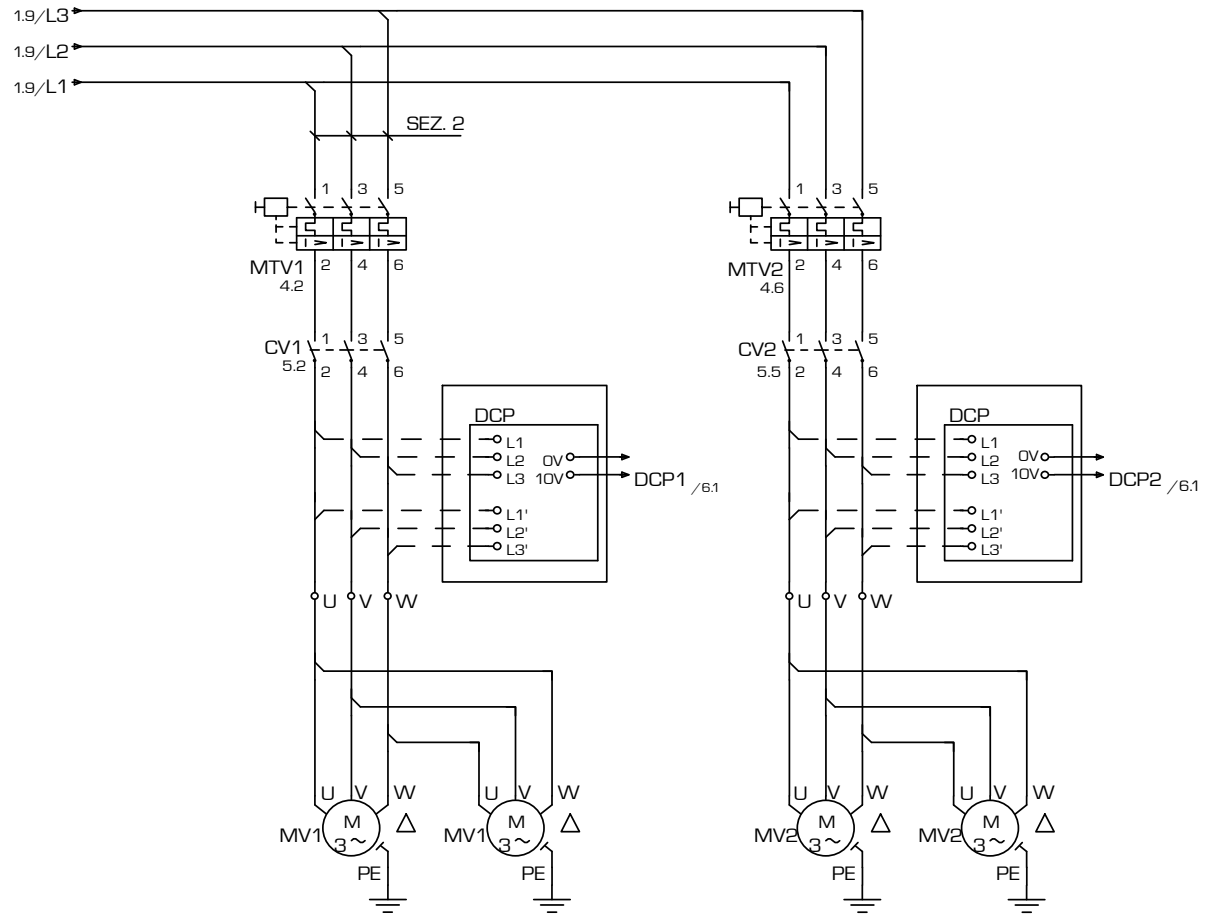 1.9/L3
1.9/L2
1.9/L1
SEZ. 2
1 3 5
1 3 5
I> I> I>
I> I> I>
MTV1 2 4 6
4.2
MTV2 2 4 6
4.6
CV1 1 3 5
5.2 2 4 6
CV2 1 3 5
5.5 2 4 6
DCP
L1
L2 0V
L3 10V DCP1 /6.1
L1'
L2'
L3'
DCP
L1
L2 0V
L3 10V DCP2 /6.1
L1'
L2'
L3'
U V W
U V W
U V W
U V W
U V W
U V W
MV1 M 3~
MV1 M 3~
MV2 M 3~
MV2 M 3~
PE
PE
PE
PE